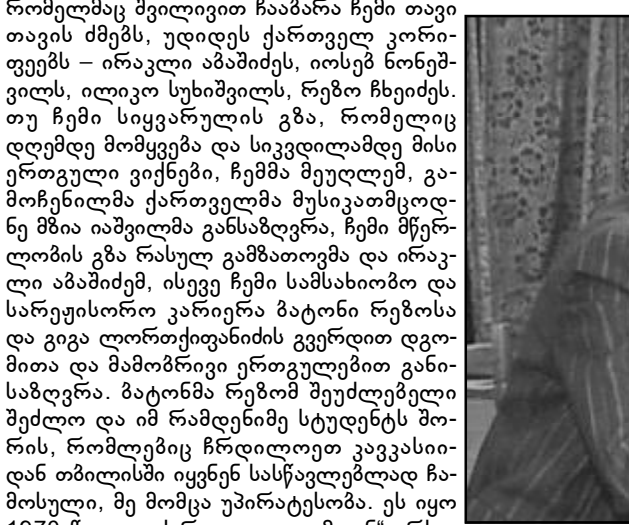 რომელმაც შვილივით ჩააბარა ჩემი თავი
თავის ძმებს, უდიდეს ქართველ კორი-
ფეებს – ირაკლი აბაშიძეს, იოსებ ნონეშ-
ვილს, ილიკო სუხიშვილს, რეზო ჩხეიძეს.
თუ ჩემი სიყვარულის გზა, რომელიც
დღემდე მომყვება და სიკვდილამდე მისი
ერთგული ვიქნები, ჩემმა მეუღლემ, გა-
მოჩენილმა ქართველმა მუსიკათმცოდ-
ნე მზია იაშვილმა განსაზღვრა, ჩემი მწერ-
ლობის გზა რასულ გამზათოვმა და ირაკ-
ლი აბაშიძემ, ისევე ჩემი სამსახიობო და
სარეჟისორო კარიერა ბატონი რეზოსა
და გიგა ლორთქიფანიძის გვერდით დგო-
მითა და მამობრივი ერთგულებით განი-
საზღვრა. ბატონმა რეზომ შეუძლებელი
შეძლო და იმ რამდენიმე სტუდენტს შო-
რის, რომლებიც ჩრდილოეთ კავკასიი-
დან თბილისში იყვნენ სასწავლებლად ჩა-
მოსული, მე მომცა უპირატესობა. ეს იყო